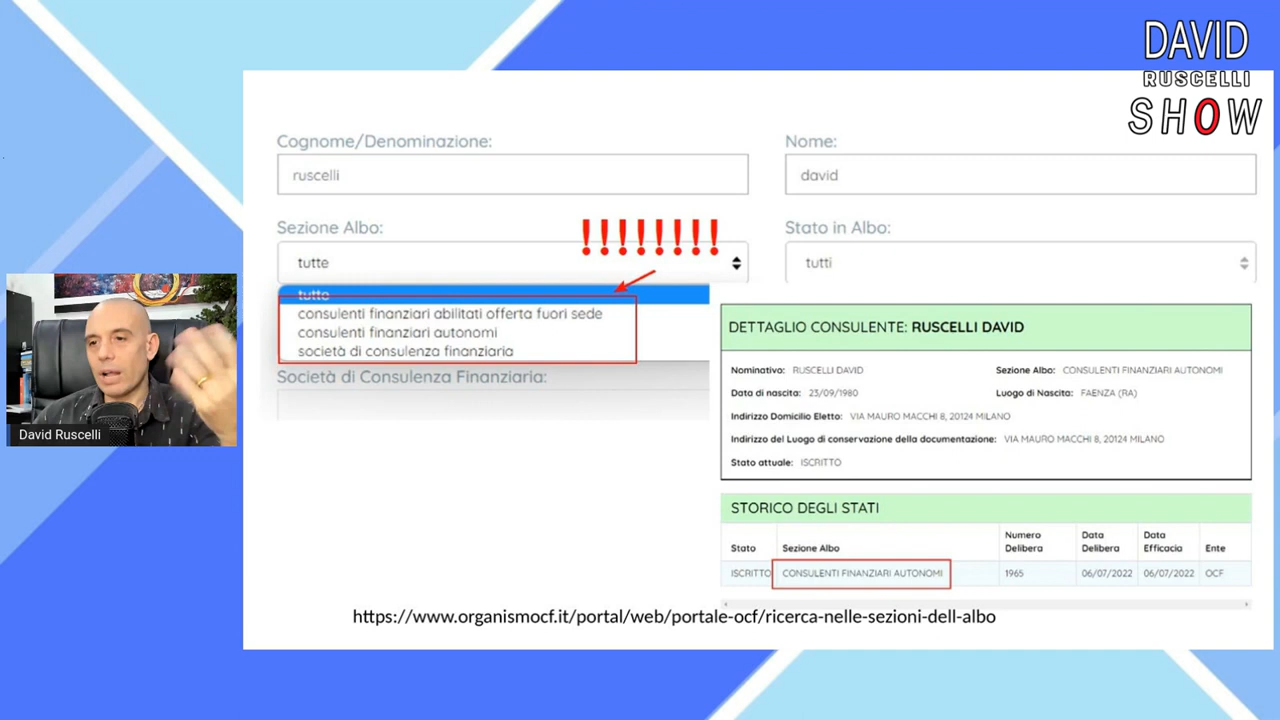 DAVID
RUSCELLI
SHOW
Cognome/Denominazione:
Nome:
ruscelli
david
Sezione Albo:
!!!!!!!!
Stato in Albo:
tutte
tutti
tutte
consulenti finanziari abilitati offerta fuori sede
consulenti finanziari autonomi
società di consulenza finanziaria
Società di Consulenza Finanziaria:
DETTAGLIO CONSULENTE: RUSCELLI DAVID
Nominativo: RUSCELLI DAVID
Sezione Albo: CONSULENTI FINANZIARI AUTONOMI
Data di nascita: 23/09/1980
Luogo di Nascita: FAENZA (RA)
Indirizzo Domicilio Eletto: VIA MAURO MACCHI 8, 20124 MILANO
Indirizzo del Luogo di conservazione della documentazione: VIA MAURO MACCHI 8, 20124 MILANO
Stato attuale: ISCRITTO
STORICO DEGLI STATI
Stato Sezione Albo Numero Delibera Data Delibera Data Efficacia Ente
ISCRITTO CONSULENTI FINANZIARI AUTONOMI 1965 06/07/2022 06/07/2022 OCF
https://www.organismocf.it/portal/web/portale-ocf/ricerca-nelle-sezioni-dell-albo
David Ruscelli